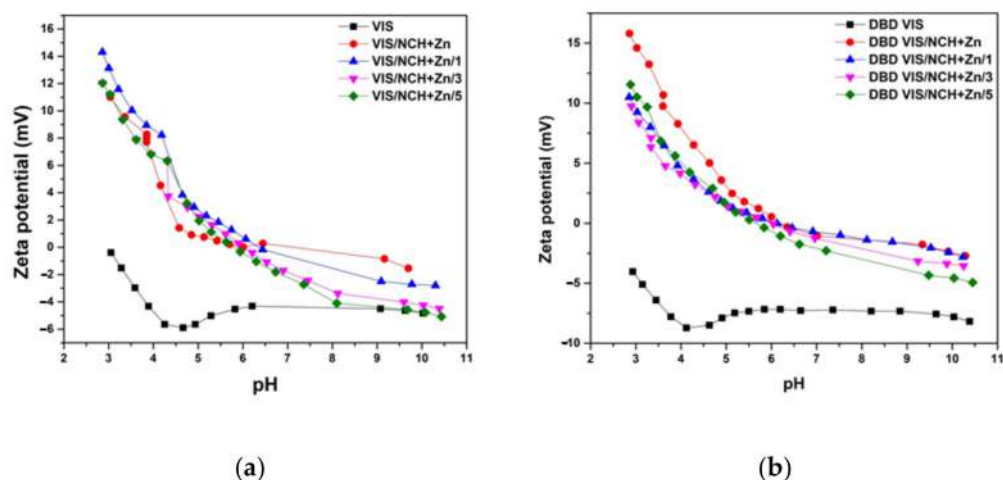 VIS
VIS/NCH+Zn
VIS/NCH+Zn/1
VIS/NCH+Zn/3
VIS/NCH+Zn/5
16
14
12
10
8
6
4
2
0
−2
−4
−6
Zeta potential (mV)
2 3 4 5 6 7 8 9 10 11
pH
(a)
DBD VIS
DBD VIS/NCH+Zn
DBD VIS/NCH+Zn/1
DBD VIS/NCH+Zn/3
DBD VIS/NCH+Zn/5
15
10
5
0
−5
−10
Zeta potential (mV)
2 3 4 5 6 7 8 9 10 11
pH
(b)